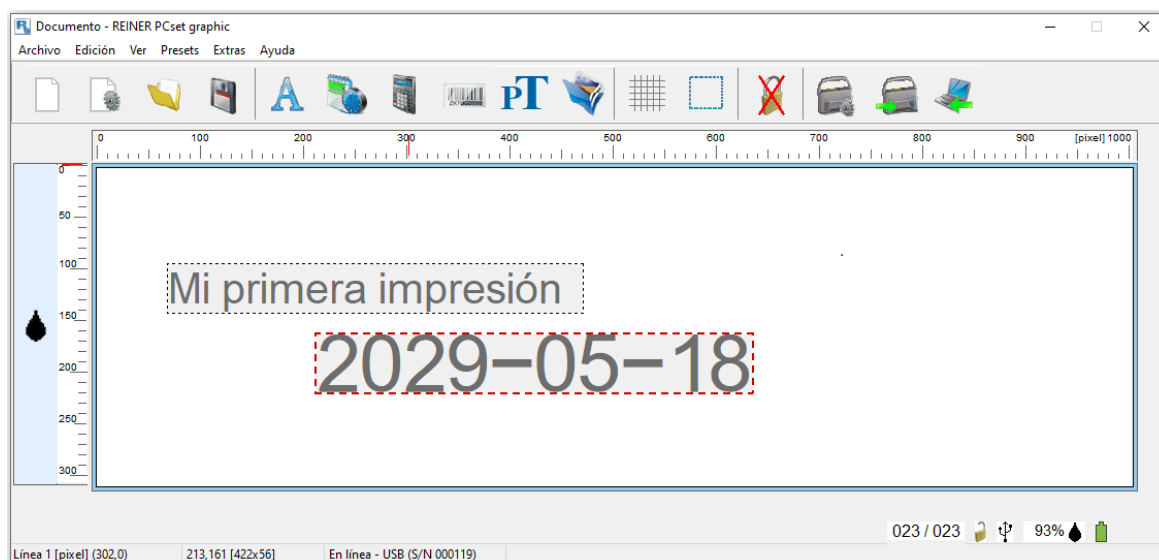 Documento - REINER PCset graphic
Archivo Edición Ver Presets Extras Ayuda
A PT
0 100 200 300 400 500 600 700 800 900 [pixel] 1000
0
50
100
Mi primera impresión
150
2029-05-18
200
250
300
023 / 023 93%
Línea 1 [pixel] (302,0) 213,161 [422x56] En línea - USB (S/N 000119)